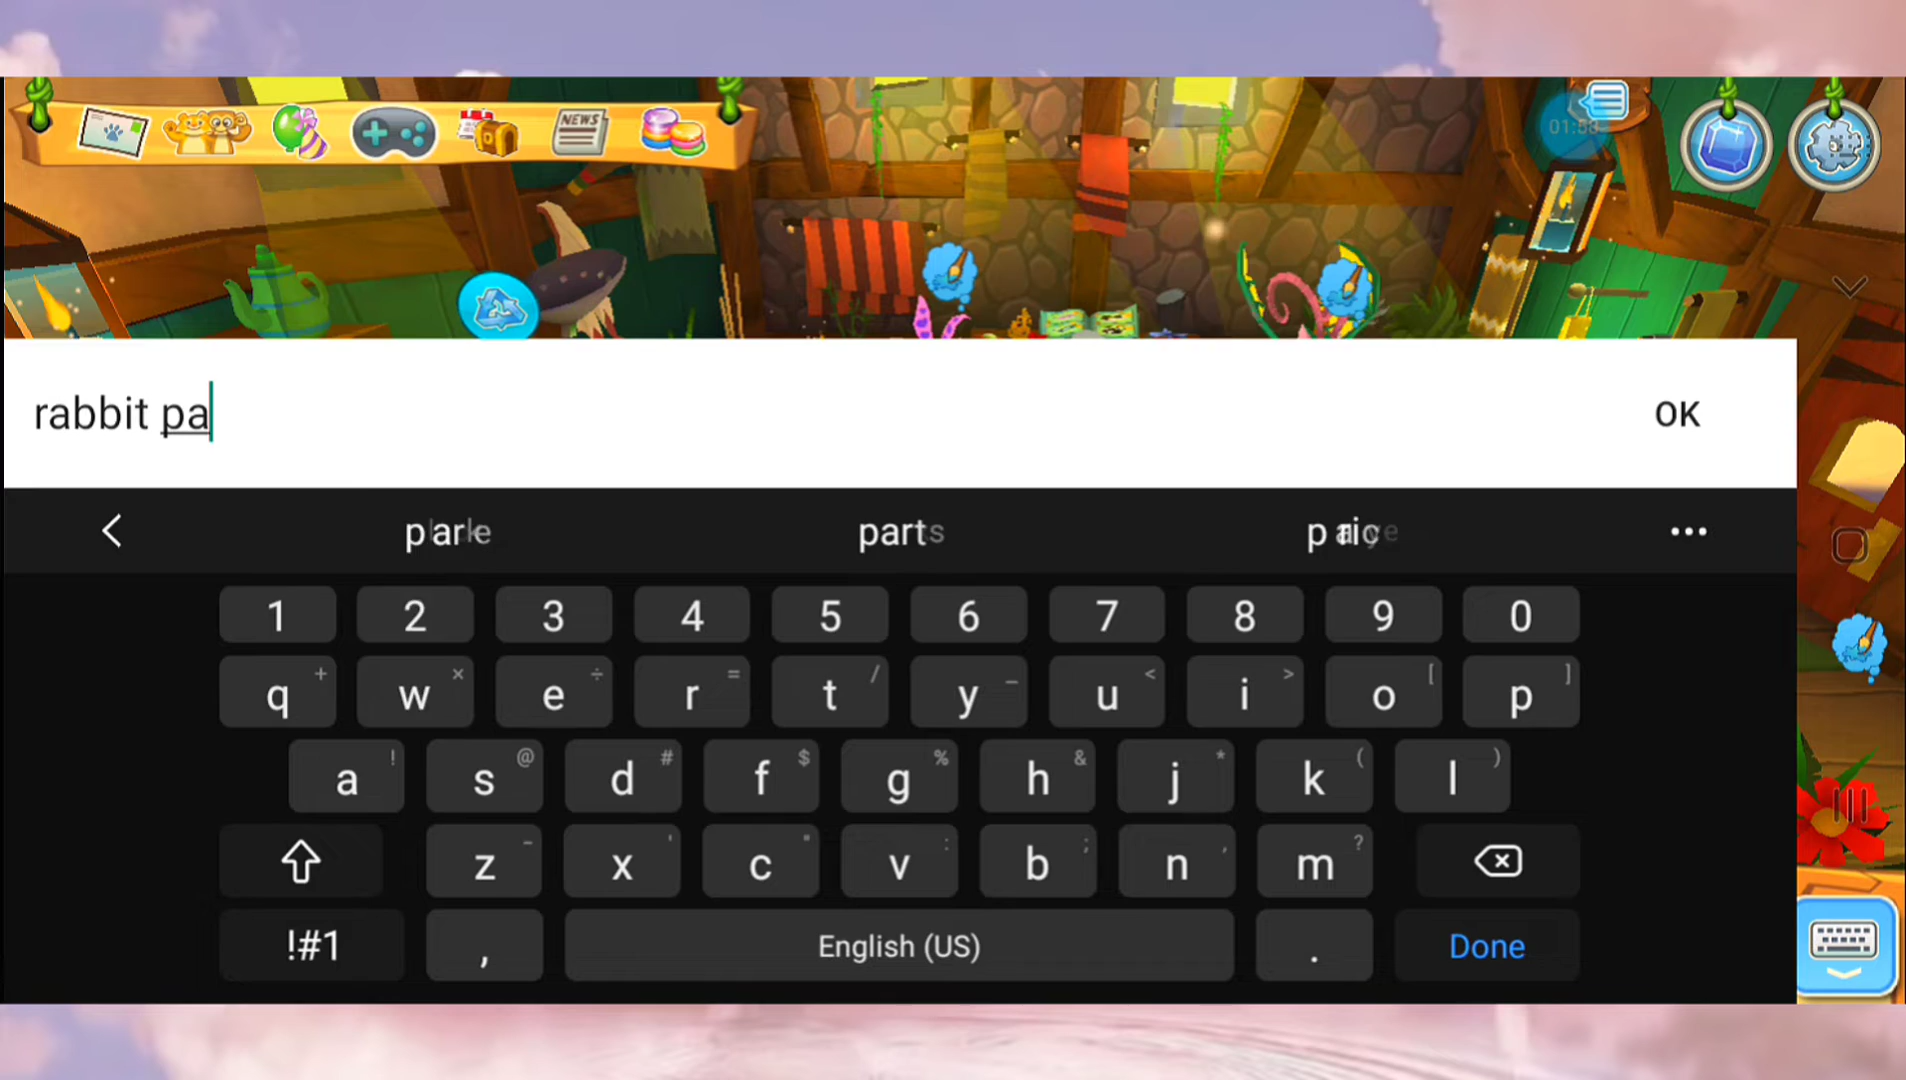 NEWS
01:58
rabbit pa
OK
parts
1 2 3 4 5 6 7 8 9 0
q + w × e ÷ r = t / y _ u < i > o [ p ]
a ! s @ d # f $ g % h & j * k ( l )
z - x ' c " v : b ; n , m ?
!#1 , English (US) . Done